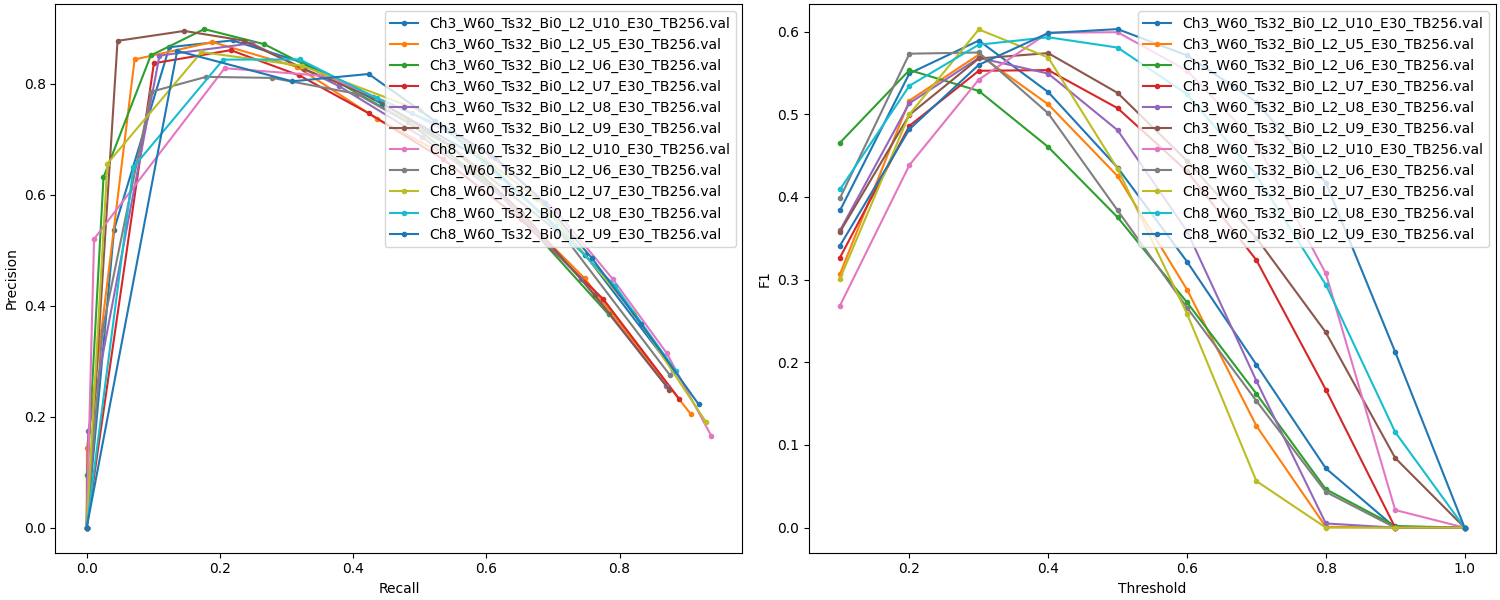 Ch3_W60_Ts32_Bi0_L2_U10_E30_TB256.val
Ch3_W60_Ts32_Bi0_L2_U5_E30_TB256.val
Ch3_W60_Ts32_Bi0_L2_U6_E30_TB256.val
Ch3_W60_Ts32_Bi0_L2_U7_E30_TB256.val
Ch3_W60_Ts32_Bi0_L2_U8_E30_TB256.val
Ch3_W60_Ts32_Bi0_L2_U9_E30_TB256.val
Ch8_W60_Ts32_Bi0_L2_U10_E30_TB256.val
Ch8_W60_Ts32_Bi0_L2_U6_E30_TB256.val
Ch8_W60_Ts32_Bi0_L2_U7_E30_TB256.val
Ch8_W60_Ts32_Bi0_L2_U8_E30_TB256.val
Ch8_W60_Ts32_Bi0_L2_U9_E30_TB256.val
Precision
0.8
0.6
0.4
0.2
0.0
0.0 0.2 0.4 0.6 0.8
Recall
Ch3_W60_Ts32_Bi0_L2_U10_E30_TB256.val
Ch3_W60_Ts32_Bi0_L2_U5_E30_TB256.val
Ch3_W60_Ts32_Bi0_L2_U6_E30_TB256.val
Ch3_W60_Ts32_Bi0_L2_U7_E30_TB256.val
Ch3_W60_Ts32_Bi0_L2_U8_E30_TB256.val
Ch3_W60_Ts32_Bi0_L2_U9_E30_TB256.val
Ch8_W60_Ts32_Bi0_L2_U10_E30_TB256.val
Ch8_W60_Ts32_Bi0_L2_U6_E30_TB256.val
Ch8_W60_Ts32_Bi0_L2_U7_E30_TB256.val
Ch8_W60_Ts32_Bi0_L2_U8_E30_TB256.val
Ch8_W60_Ts32_Bi0_L2_U9_E30_TB256.val
F1
0.6
0.5
0.4
0.3
0.2
0.1
0.0
0.2 0.4 0.6 0.8 1.0
Threshold